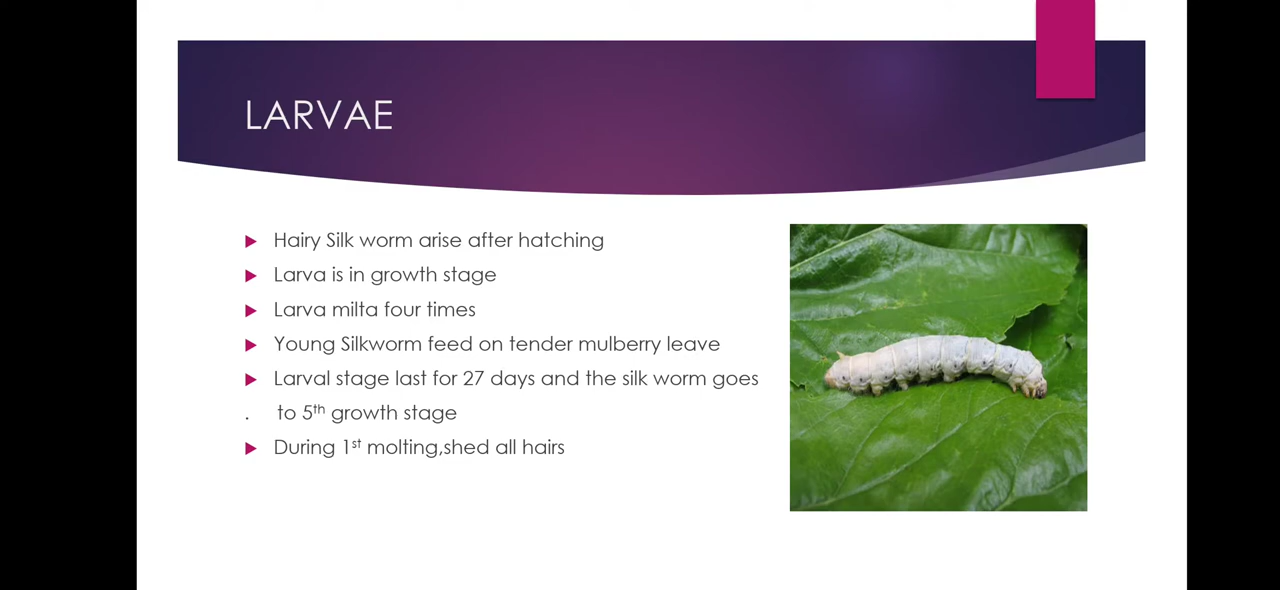 LARVAE
Hairy Silk worm arise after hatching
Larva is in growth stage
Larva milta four times
Young Silkworm feed on tender mulberry leave
Larval stage last for 27 days and the silk worm goes
. to 5th growth stage
During 1st molting,shed all hairs